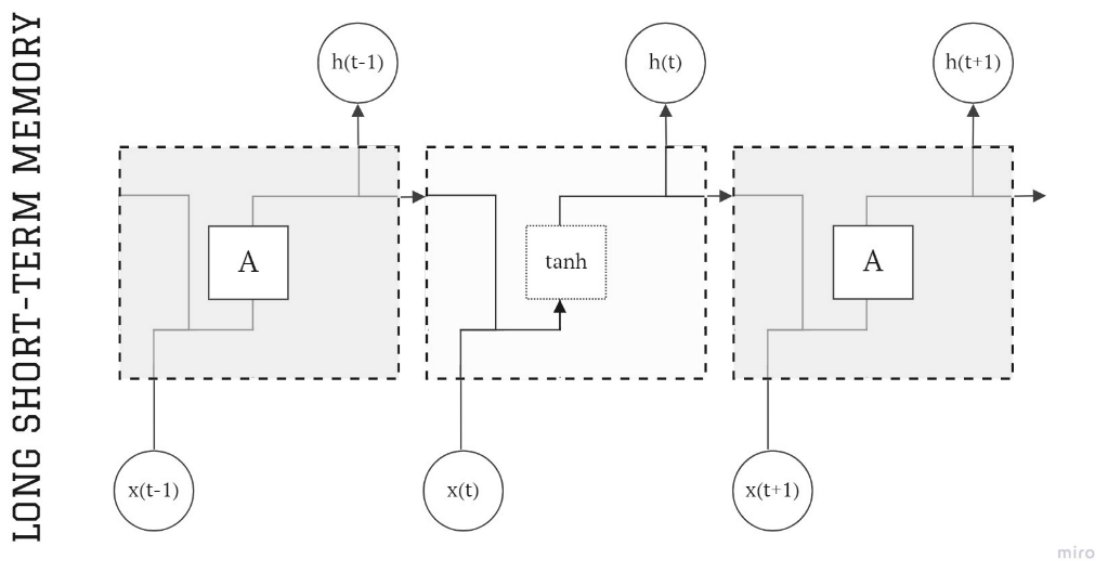 LONG SHORT-TERM MEMORY
h(t-1)
h(t)
h(t+1)
A
tanh
A
x(t-1)
x(t)
x(t+1)
miro